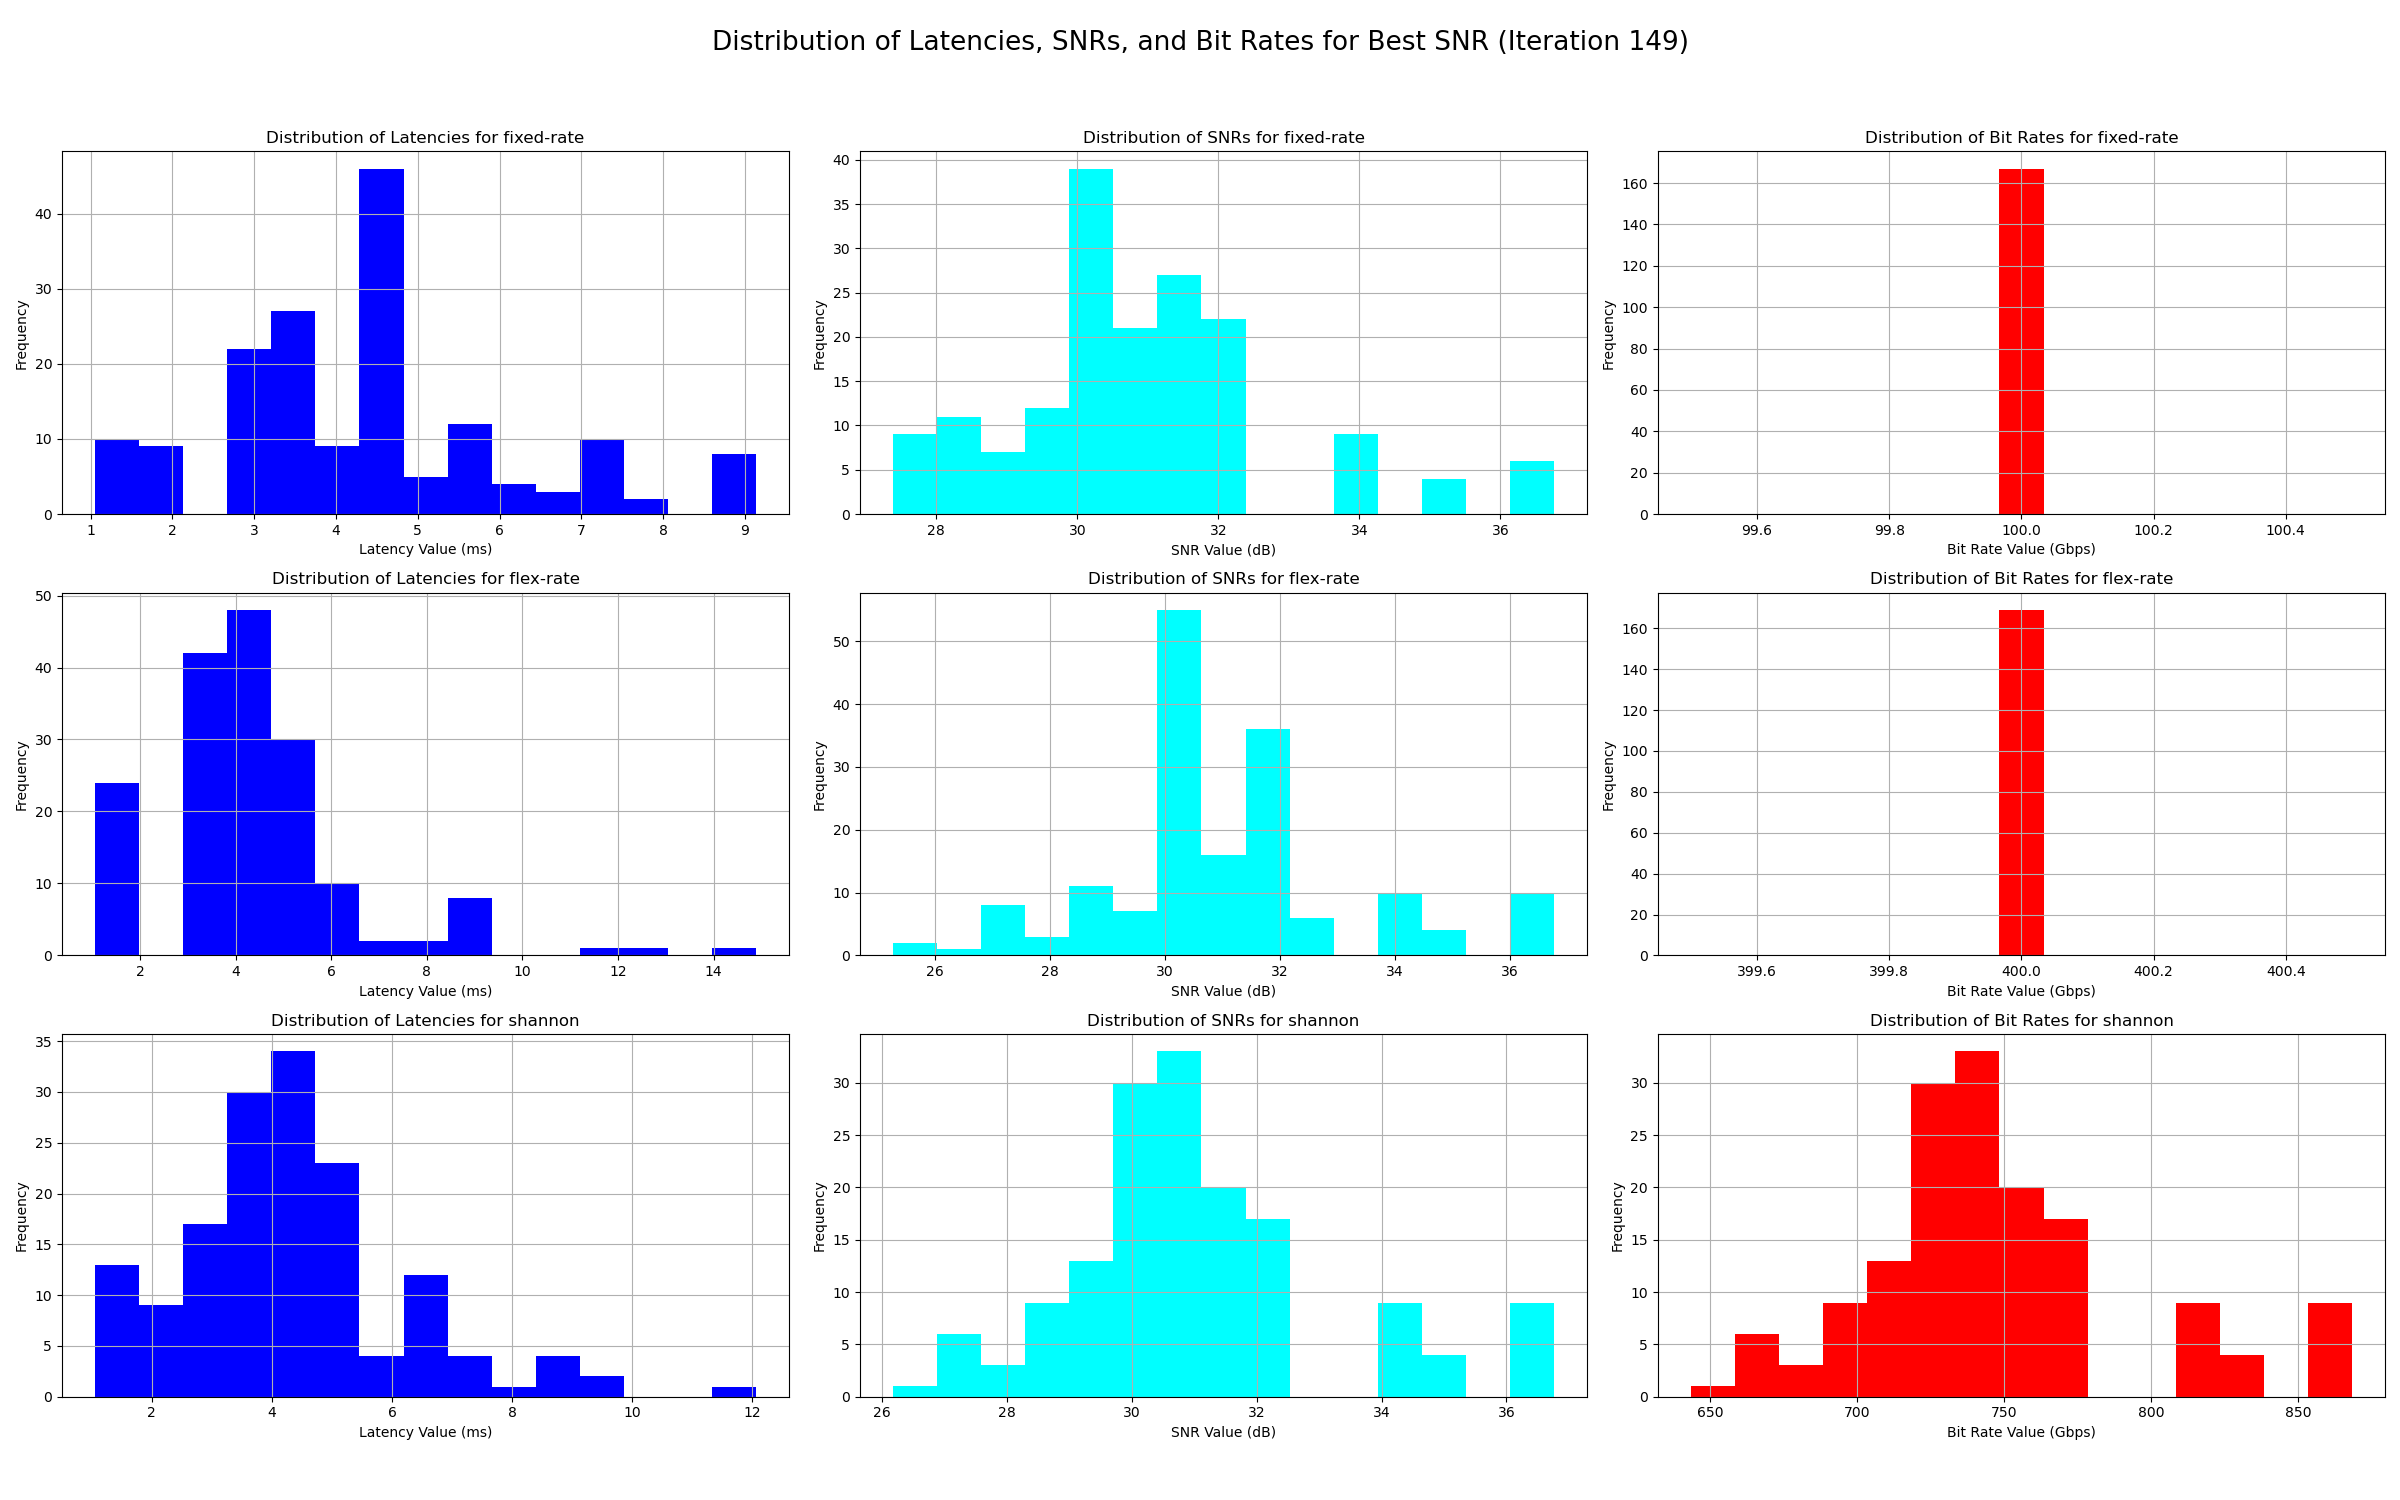 Distribution of Latencies, SNRs, and Bit Rates for Best SNR (Iteration 149)
Distribution of Latencies for fixed-rate
Frequency
0 10 20 30 40
1 2 3 4 5 6 7 8 9
Latency Value (ms)
Distribution of SNRs for fixed-rate
Frequency
0 5 10 15 20 25 30 35 40
28 30 32 34 36
SNR Value (dB)
Distribution of Bit Rates for fixed-rate
Frequency
0 20 40 60 80 100 120 140 160
99.6 99.8 100.0 100.2 100.4
Bit Rate Value (Gbps)
Distribution of Latencies for flex-rate
Frequency
0 10 20 30 40 50
2 4 6 8 10 12 14
Latency Value (ms)
Distribution of SNRs for flex-rate
Frequency
0 10 20 30 40 50
26 28 30 32 34 36
SNR Value (dB)
Distribution of Bit Rates for flex-rate
Frequency
0 20 40 60 80 100 120 140 160
399.6 399.8 400.0 400.2 400.4
Bit Rate Value (Gbps)
Distribution of Latencies for shannon
Frequency
0 5 10 15 20 25 30 35
2 4 6 8 10 12
Latency Value (ms)
Distribution of SNRs for shannon
Frequency
0 5 10 15 20 25 30
26 28 30 32 34 36
SNR Value (dB)
Distribution of Bit Rates for shannon
Frequency
0 5 10 15 20 25 30
650 700 750 800 850
Bit Rate Value (Gbps)